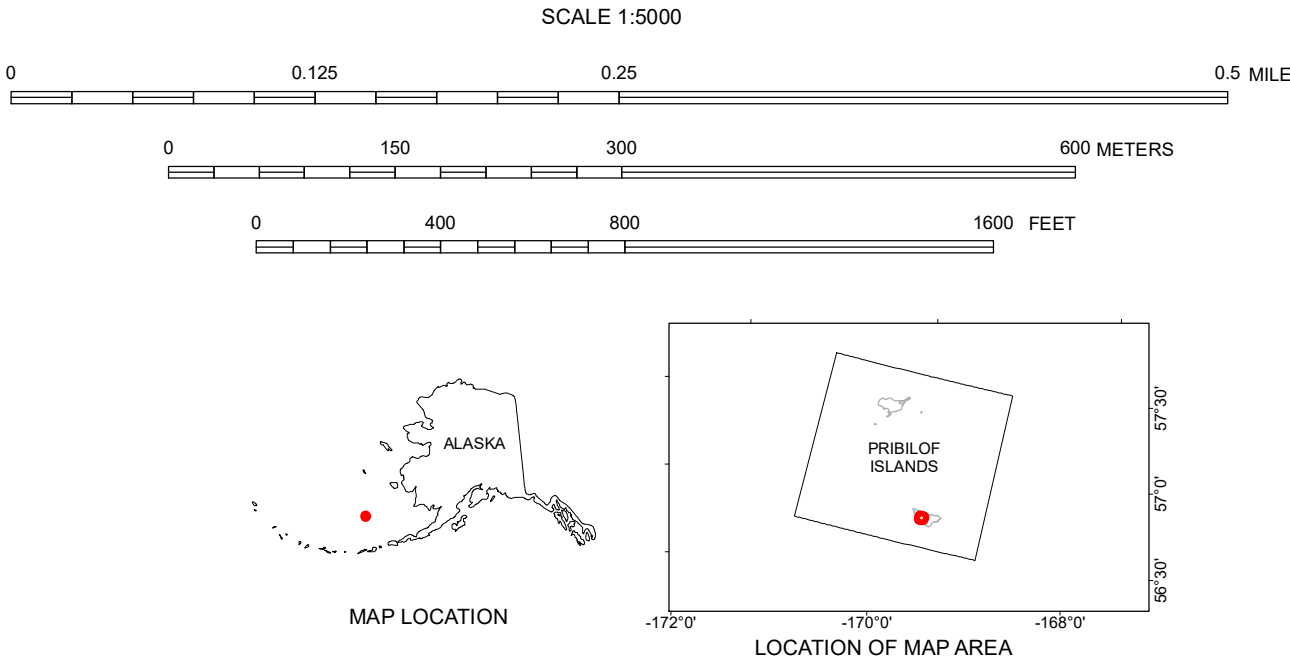 SCALE 1:5000
0 0.125 0.25 0.5 MILE
0 150 300 600 METERS
0 400 800 1600 FEET
ALASKA
MAP LOCATION
PRIBILOF
ISLANDS
57°30'
57°0'
56°30'
-172°0' -170°0' -168°0'
LOCATION OF MAP AREA